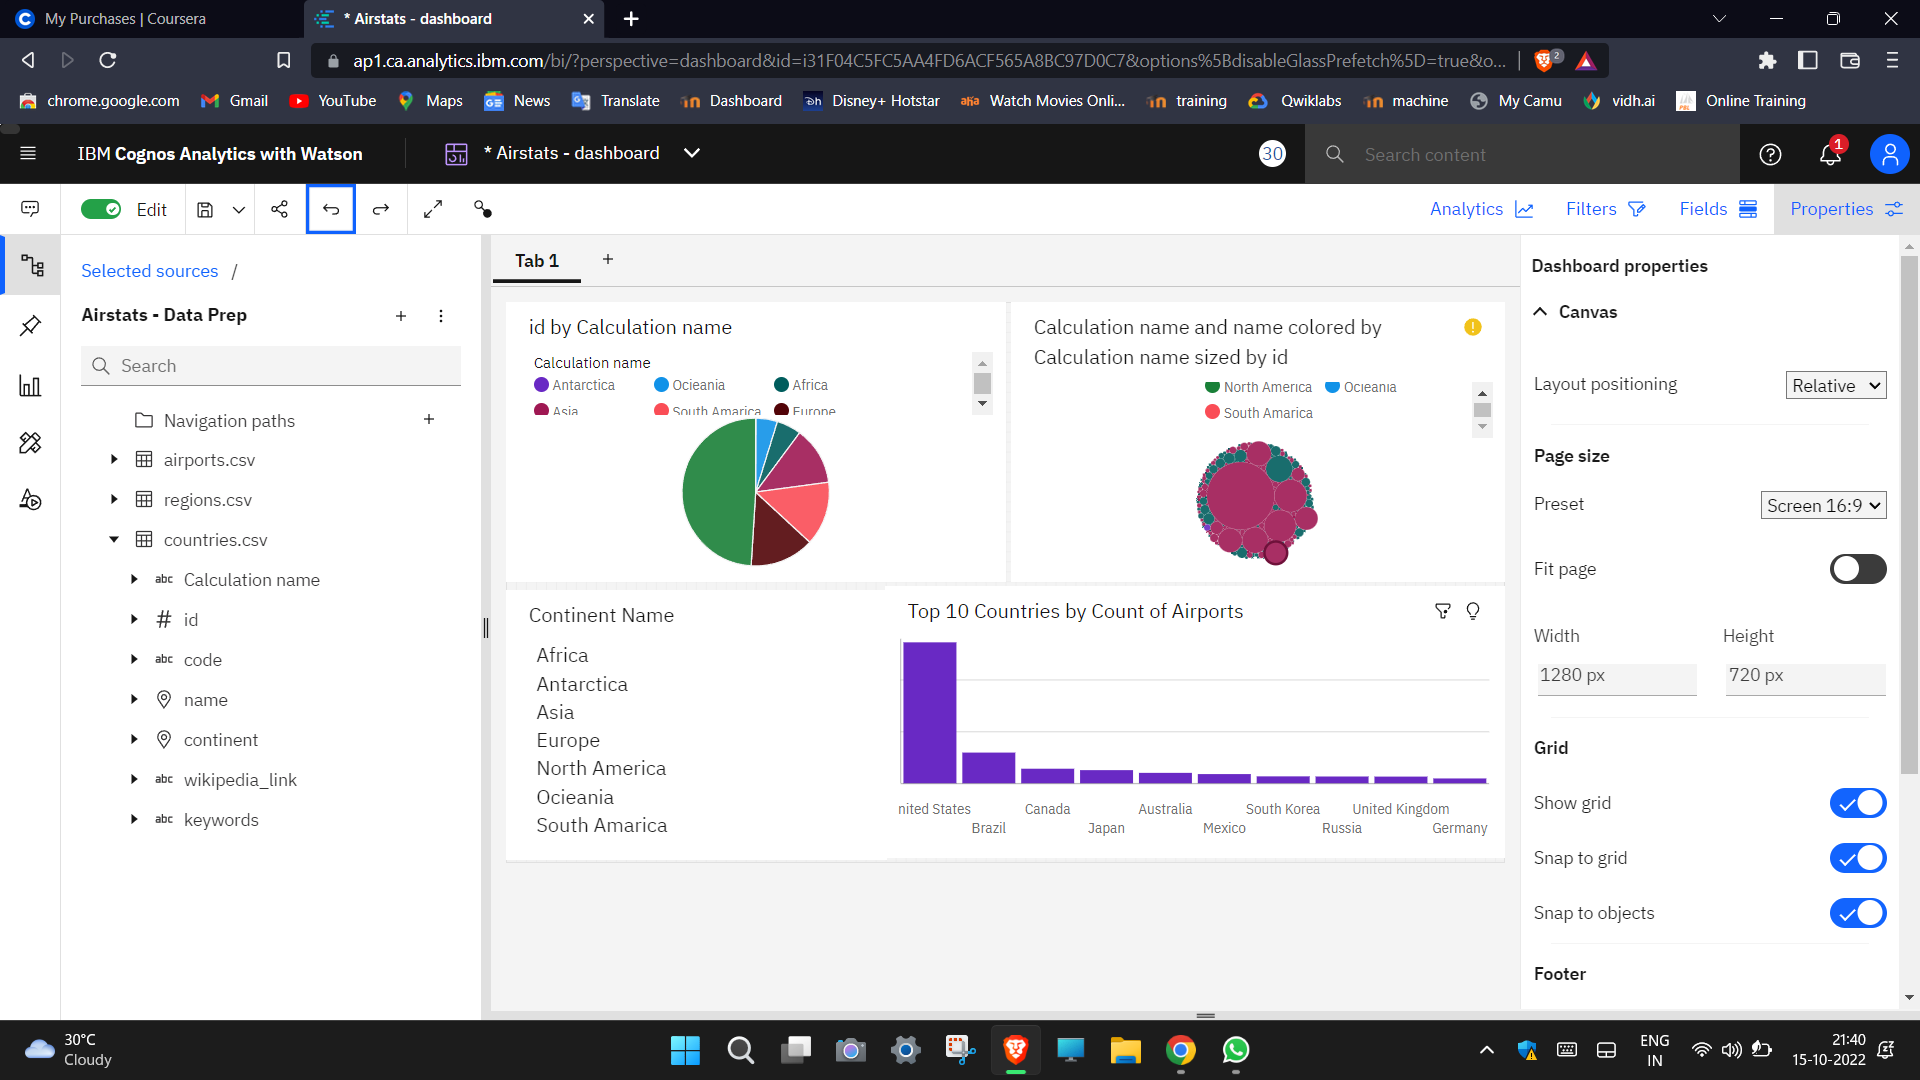 My Purchases | Coursera
* Airstats - dashboard
ap1.ca.analytics.ibm.com/bi/?perspective=dashboard&id=i31F04C5FC5AA4FD6ACF565A8BC97D0C7&options%5BdisableGlassPrefetch%5D=true&o...
2
chrome.google.com
Gmail
YouTube
Maps
News
Translate
Dashboard
Disney+ Hotstar
Watch Movies Onli...
training
Qwiklabs
machine
My Camu
vidh.ai
Online Training
IBM Cognos Analytics with Watson
* Airstats - dashboard
30
Search content
1
Edit
Analytics
Filters
Fields
Properties
Selected sources /
Airstats - Data Prep
Search
Navigation paths
airports.csv
regions.csv
countries.csv
abc Calculation name
# id
abc code
name
continent
abc wikipedia_link
abc keywords
Tab 1
id by Calculation name
Calculation name
Antarctica
Ocieania
Africa
Asia
South Amarica
Europe
Calculation name and name colored by
Calculation name sized by id
North America
Ocieania
South Amarica
Continent Name
Africa
Antarctica
Asia
Europe
North America
Ocieania
South Amarica
Top 10 Countries by Count of Airports
nited States
Canada
Australia
South Korea
United Kingdom
Brazil
Japan
Mexico
Russia
Germany
Dashboard properties
Canvas
Layout positioning
Relative
Page size
Preset
Screen 16:9
Fit page
Width
Height
1280 px
720 px
Grid
Show grid
Snap to grid
Snap to objects
Footer
30°C
Cloudy
ENG
IN
21:40
15-10-2022